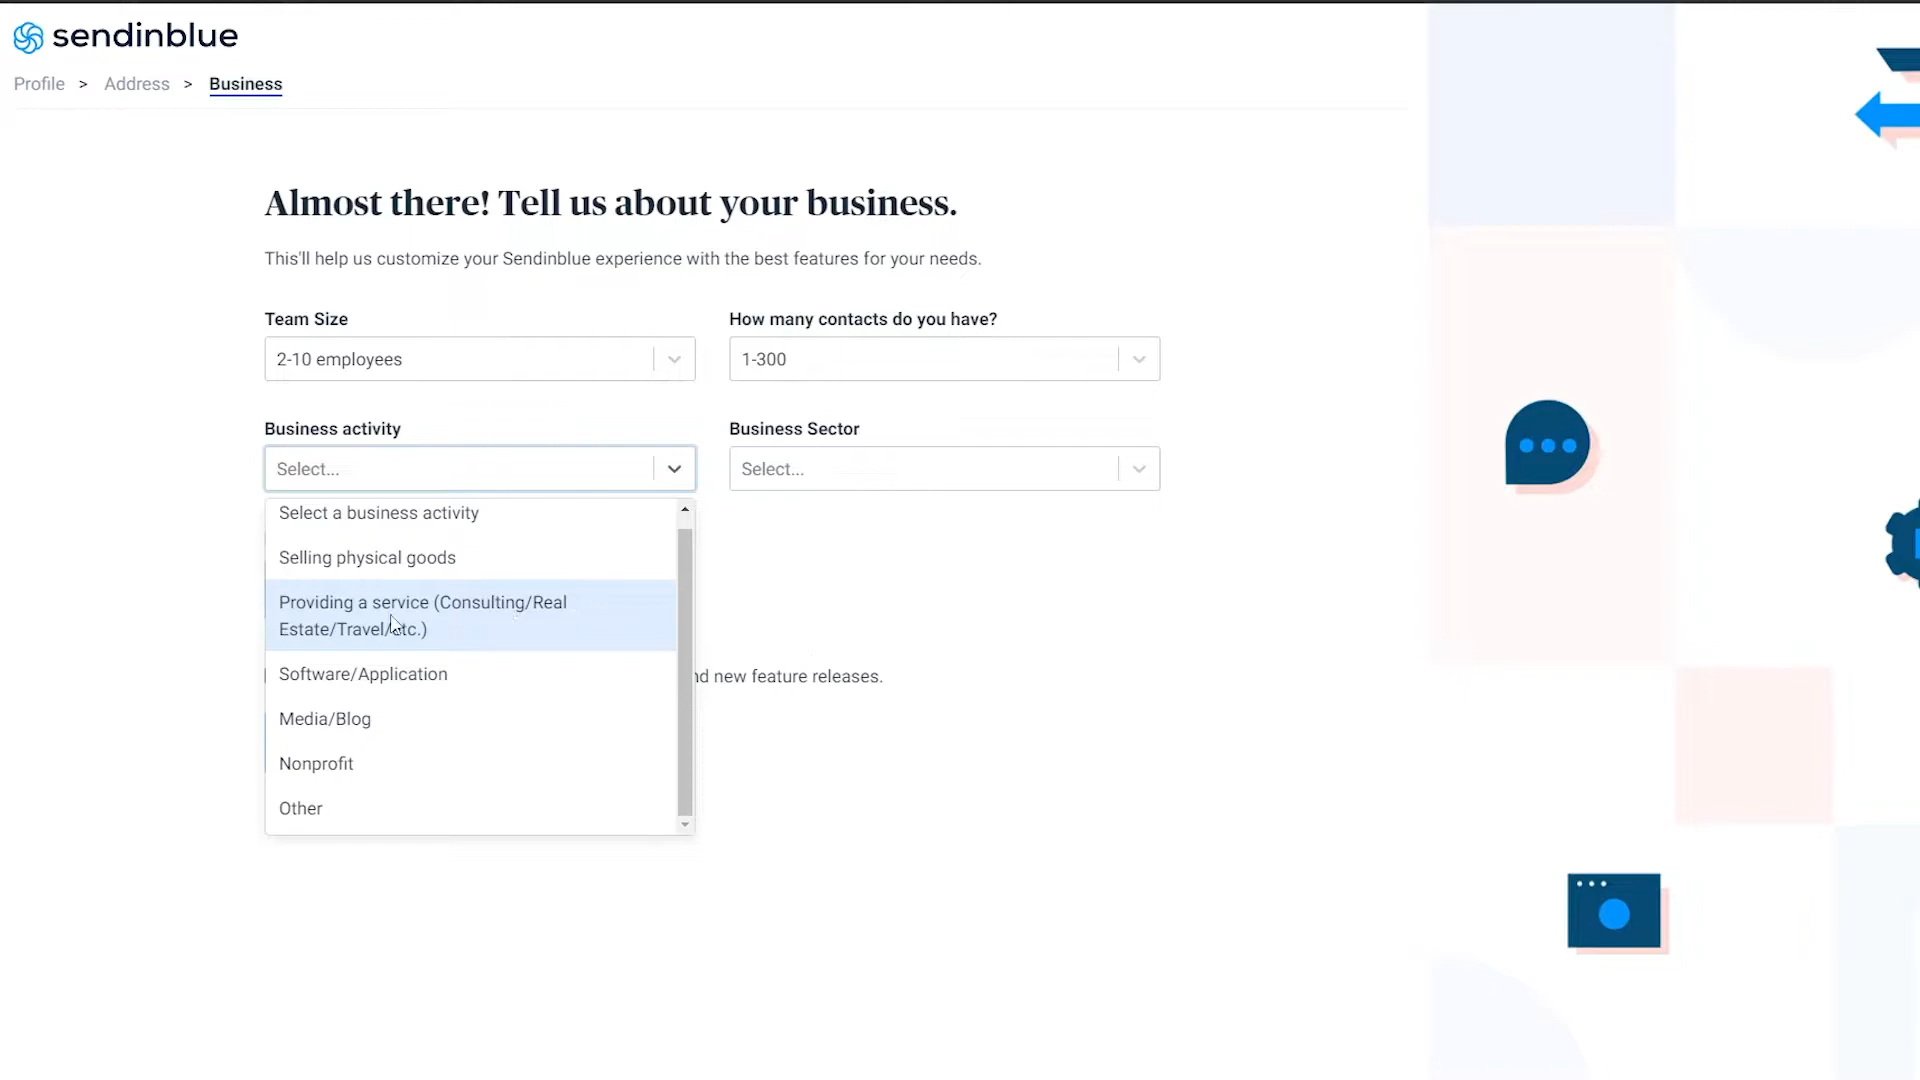 sendinblue
Profile > Address > Business
Almost there! Tell us about your business.
This'll help us customize your Sendinblue experience with the best features for your needs.
Team Size
How many contacts do you have?
2-10 employees
1-300
Business activity
Business Sector
Select...
Select...
Select a business activity
Selling physical goods
Providing a service (Consulting/Real
Estate/Travel/etc.)
Software/Application
new feature releases.
Media/Blog
Nonprofit
Other